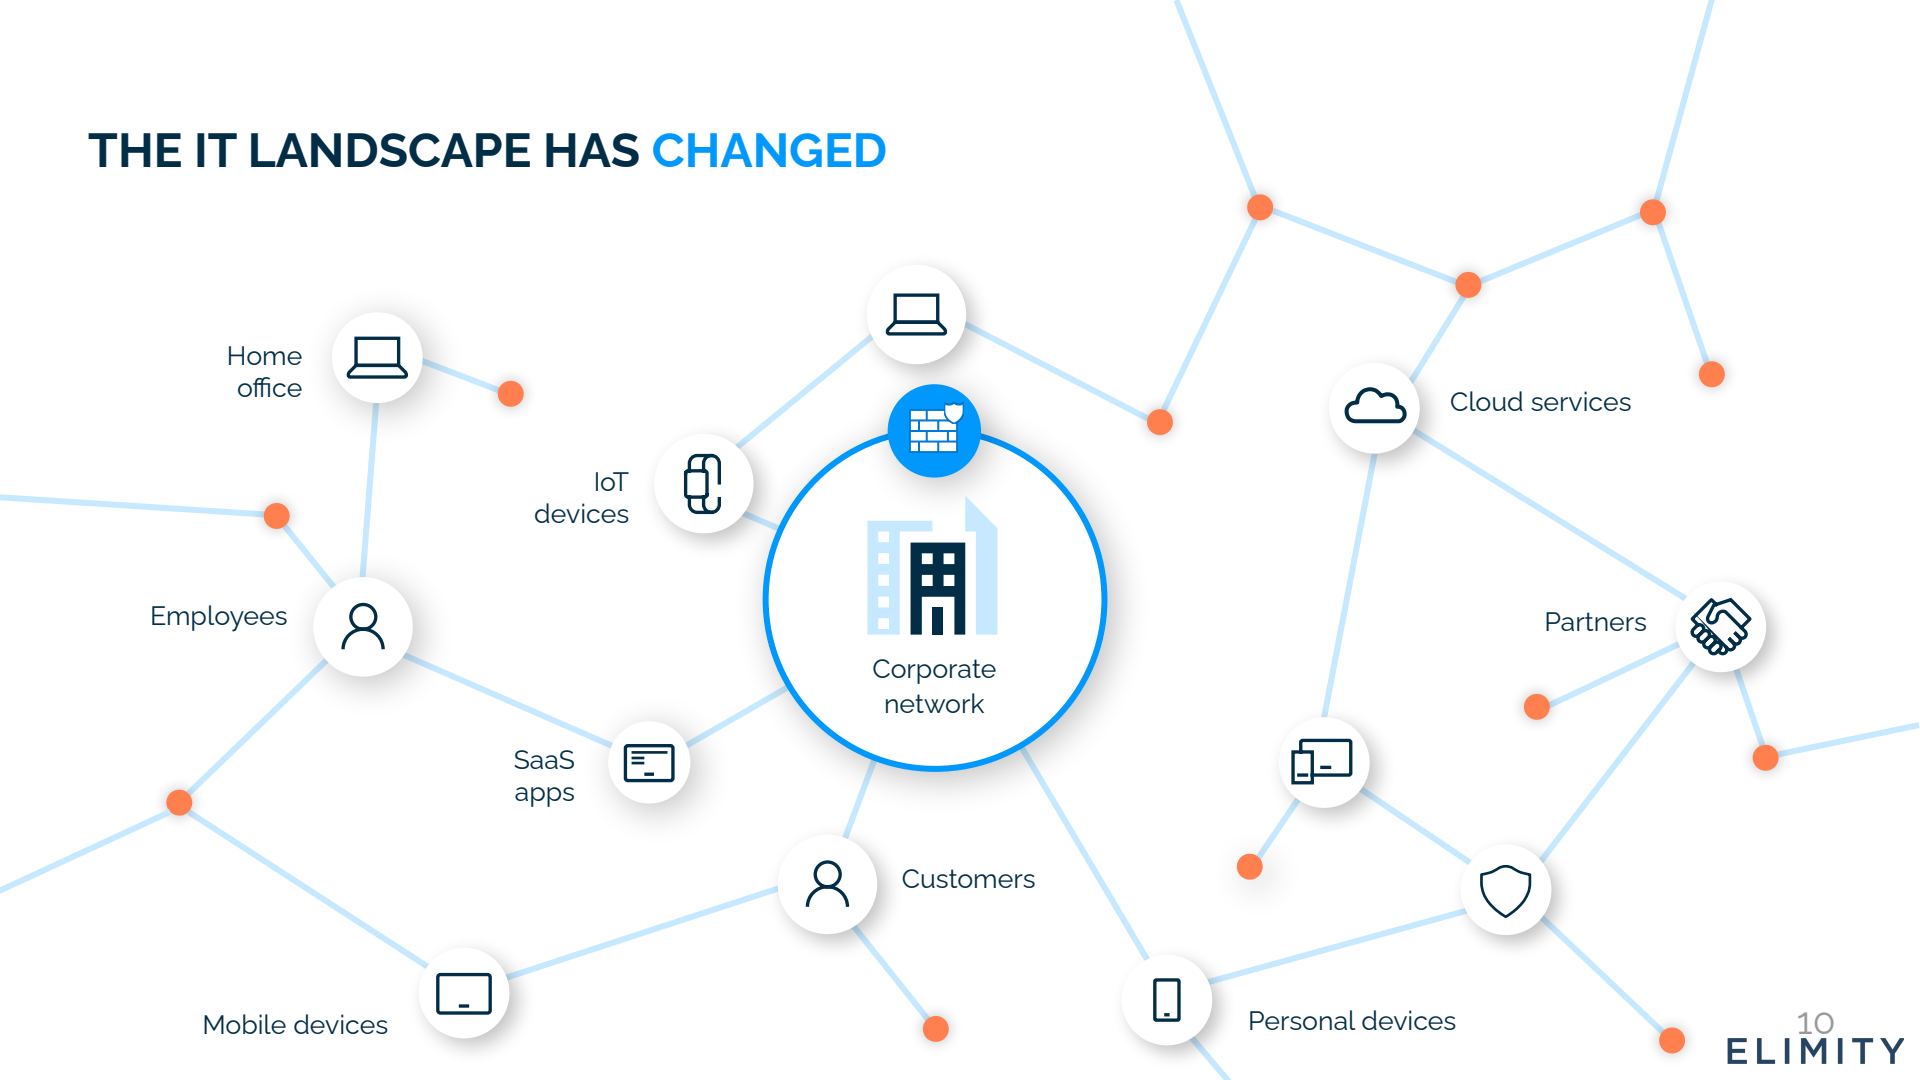 THE IT LANDSCAPE HAS CHANGED
Home
office
IoT
devices
Cloud services
Employees
Partners
Corporate
network
SaaS
apps
Customers
Mobile devices
Personal devices
10
ELIMITY